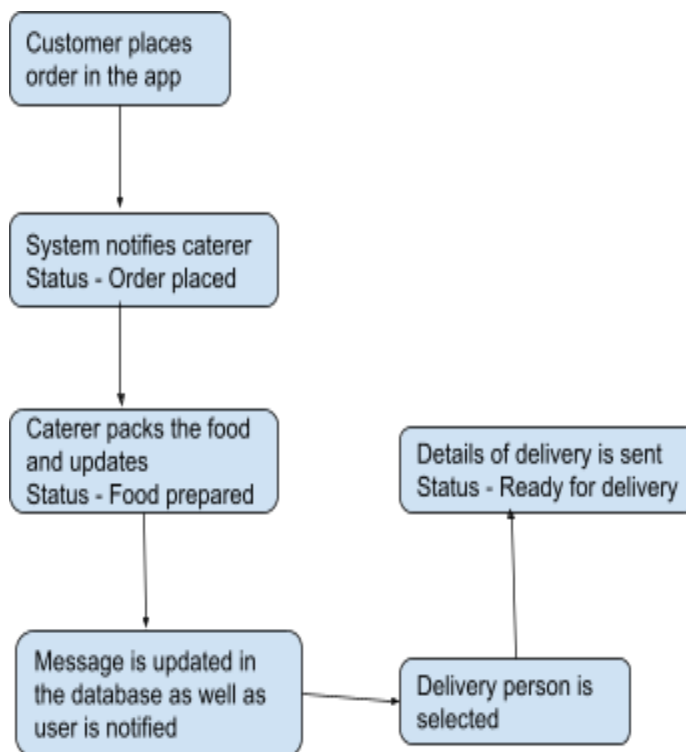 Customer places
order in the app
System notifies caterer
Status - Order placed
Caterer packs the food
and updates
Status - Food prepared
Message is updated in
the database as well as
user is notified
Delivery person is
selected
Details of delivery is sent
Status - Ready for delivery